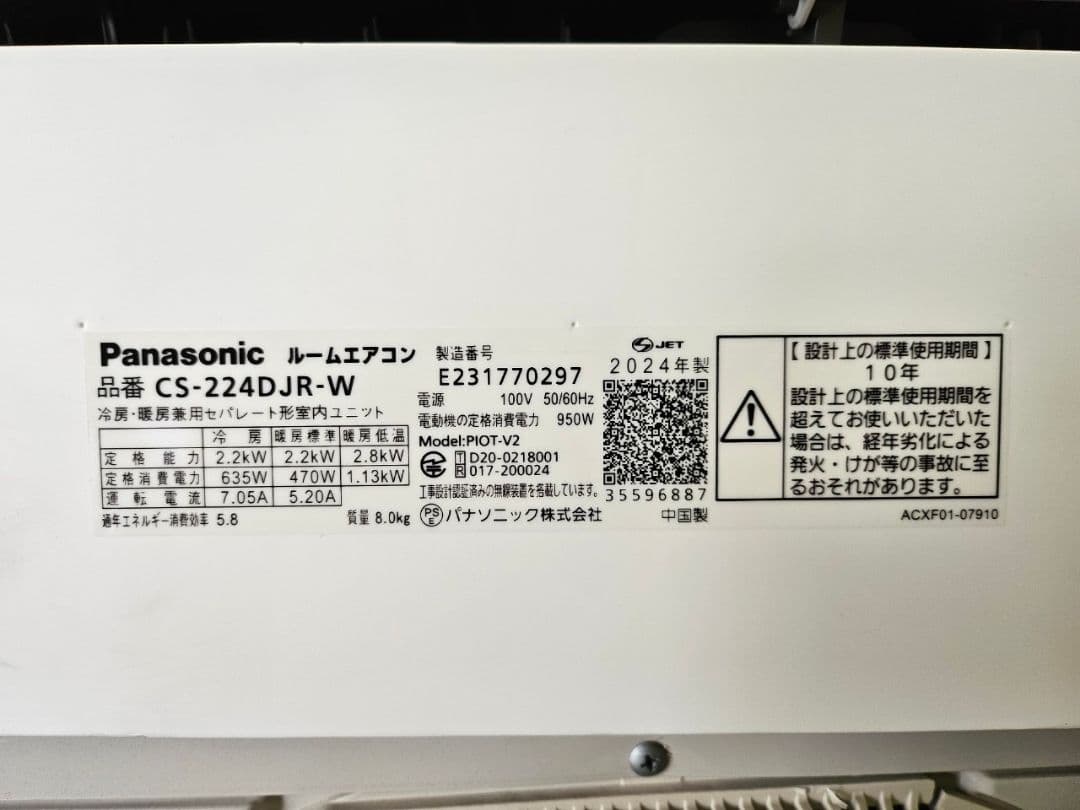 Panasonic ルームエアコン
品番 CS-224DJR-W
冷房・暖房兼用セパレート形室内ユニット
冷房 暖房標準 暖房低温
定格能力 2.2kW 2.2kW 2.8kW
定格消費電力 635W 470W 1.13kW
運転電流 7.05A 5.20A
通年エネルギー消費効率 5.8
質量 8.0kg
製造番号
E231770297
電源 100V 50/60Hz
電動機の定格消費電力 950W
Model:PIOT-V2
T D20-0218001
R 017-200024
工事設計認証済みの無線装置を搭載しています。
PSE パナソニック株式会社
JET
2024年製
35596887
中国製
【設計上の標準使用期間】
10年
設計上の標準使用期間を
超えてお使いいただいた
場合は、経年劣化による
発火・けが等の事故に至
るおそれがあります。
ACXF01-07910